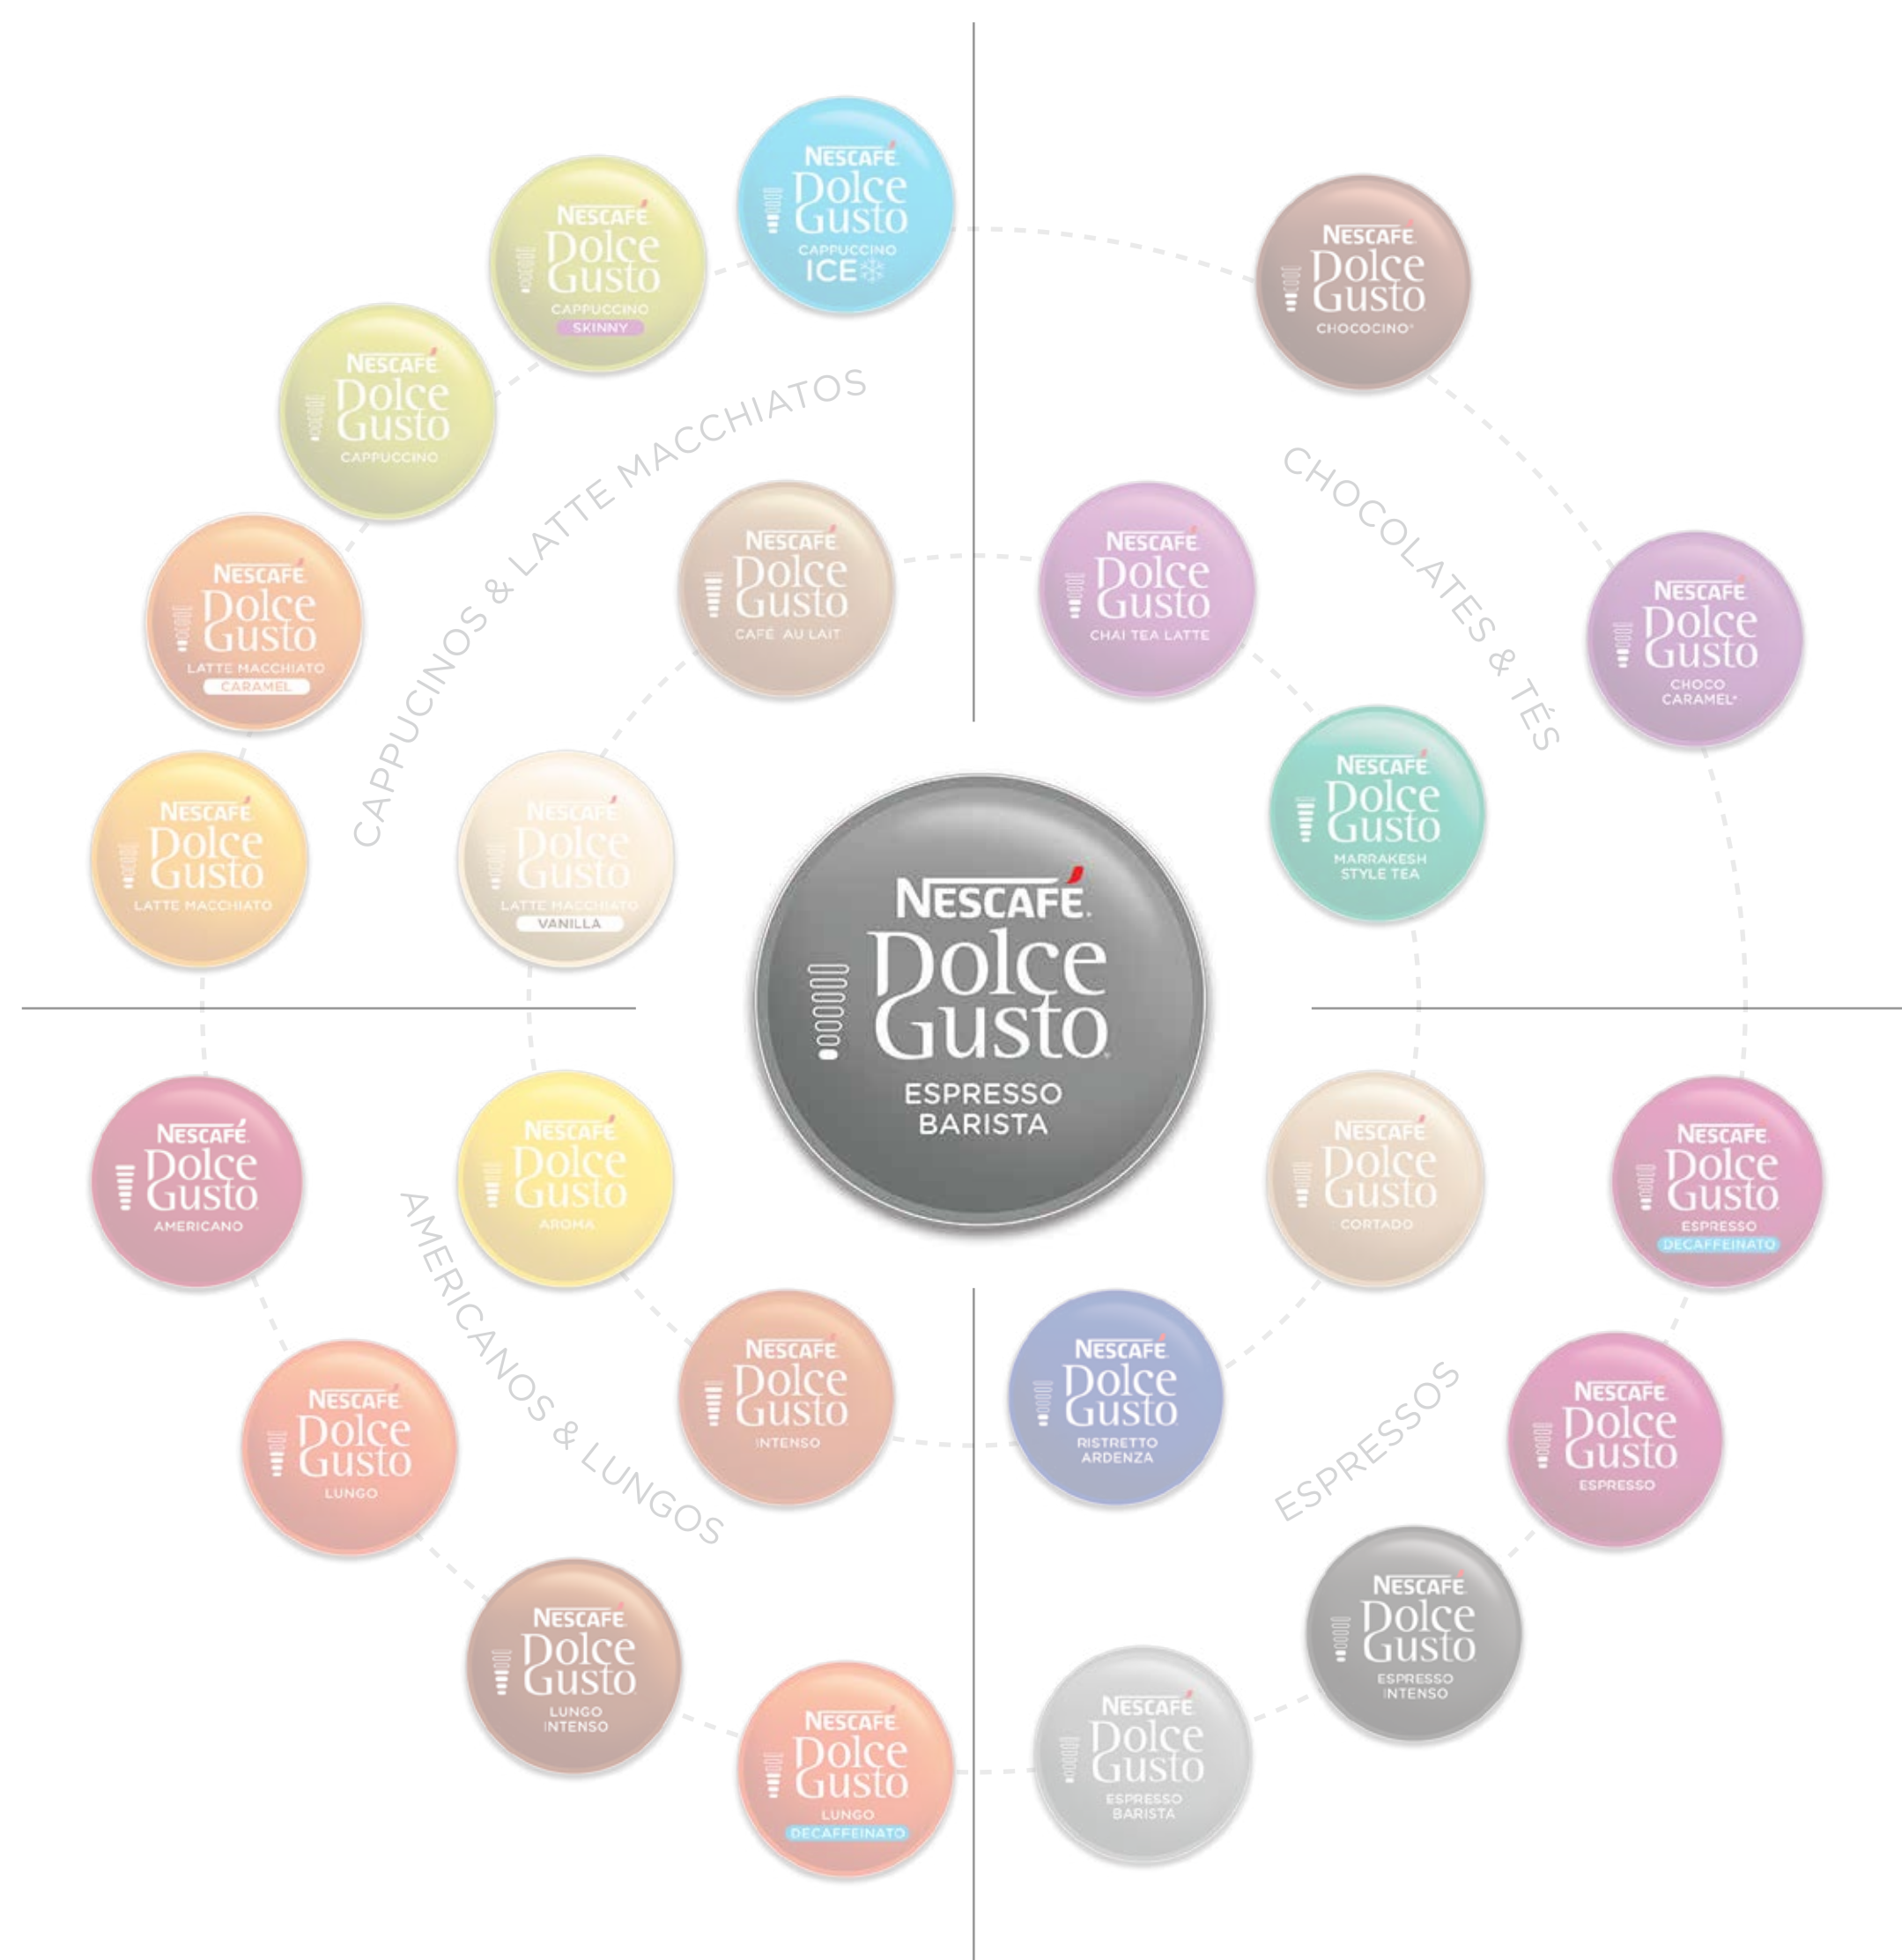 NESCAFÉ
Dolce
Gusto
CAPPUCCINO
ICE
NESCAFÉ
Dolce
Gusto
CAPPUCCINO
SKINNY
NESCAFÉ
Dolce
Gusto
CAPPUCCINO
NESCAFÉ
Dolce
Gusto
LATTE MACCHIATO
CARAMEL
NESCAFÉ
Dolce
Gusto
LATTE MACCHIATO
CAPPUCINOS & LATTE MACCHIATOS
NESCAFÉ
Dolce
Gusto
CAFÉ AU LAIT
NESCAFÉ
Dolce
Gusto
LATTE MACCHIATO
VANILLA
NESCAFÉ
Dolce
Gusto
CHOCOCINO*
NESCAFÉ
Dolce
Gusto
CHOCO
CARAMEL*
CHOCOLATES & TÉS
NESCAFÉ
Dolce
Gusto
CHAI TEA LATTE
NESCAFÉ
Dolce
Gusto
MARRAKESH
STYLE TEA
NESCAFÉ.
Dolce
Gusto
ESPRESSO
BARISTA
NESCAFÉ
Dolce
Gusto
AMERICANO
NESCAFÉ
Dolce
Gusto
AROMA
AMERICANOS & LUNGOS
NESCAFÉ
Dolce
Gusto
INTENSO
NESCAFÉ
Dolce
Gusto
LUNGO
NESCAFÉ
Dolce
Gusto
LUNGO
INTENSO
NESCAFÉ
Dolce
Gusto
LUNGO
DECAFFEINATO
NESCAFÉ
Dolce
Gusto
CORTADO
NESCAFÉ
Dolce
Gusto
ESPRESSO
DECAFFEINATO
NESCAFÉ
Dolce
Gusto
RISTRETTO
ARDENZA
ESPRESSOS
NESCAFÉ
Dolce
Gusto
ESPRESSO
NESCAFÉ
Dolce
Gusto
ESPRESSO
INTENSO
NESCAFÉ
Dolce
Gusto
ESPRESSO
BARISTA